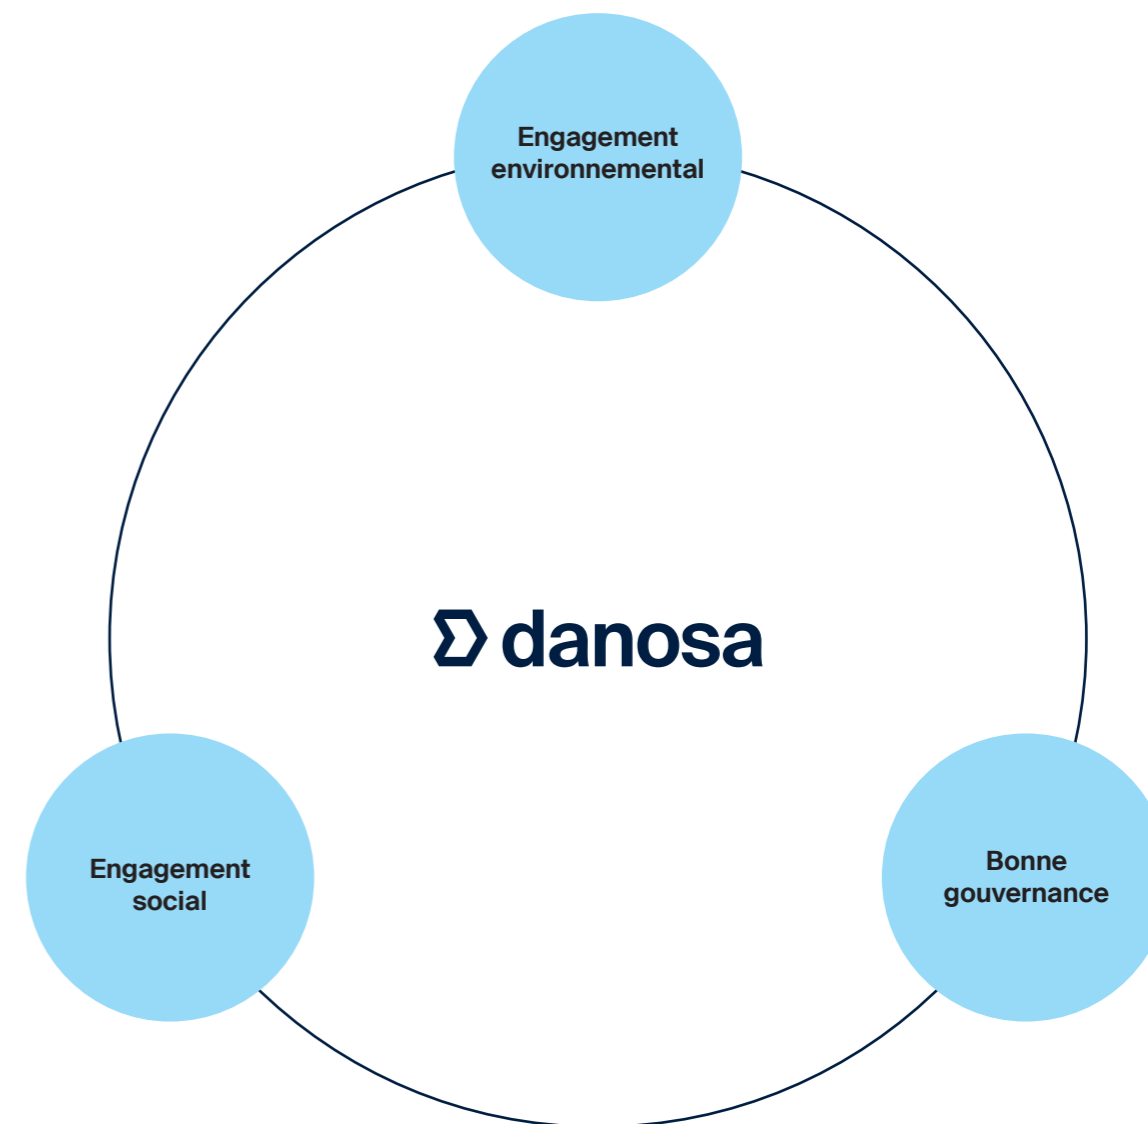 Engagement
environnemental
danosa
Engagement
social
Bonne
gouvernance